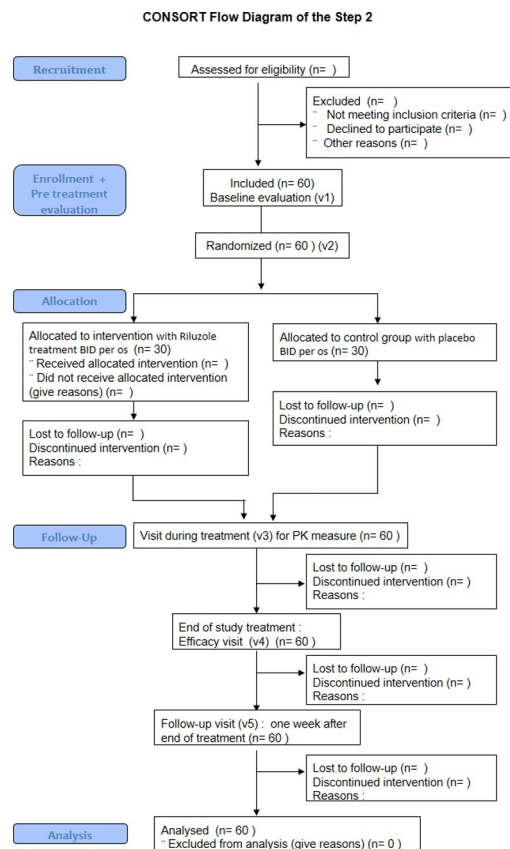 CONSORT Flow Diagram of the Step 2
Recruitment
Assessed for eligibility (n=  )
Excluded  (n=  )
¨ Not meeting inclusion criteria (n=  )
¨ Declined to participate (n=  )
¨ Other reasons (n=  )
Enrollment +
Pre treatment
evaluation
Included (n= 60)
Baseline evaluation (v1)
Randomized (n= 60 ) (v2)
Allocation
Allocated to intervention with Riluzole
treatment BID per os  (n= 30)
¨ Received allocated intervention (n=  )
¨ Did not receive allocated intervention
(give reasons) (n=  )
Allocated to control group with placebo
BID per os (n= 30)
Lost to follow-up (n=  )
Discontinued intervention (n= )
Reasons :
Lost to follow-up (n=  )
Discontinued intervention (n= )
Reasons :
Follow-Up
Visit during treatment (v3) for PK measure (n= 60 )
Lost to follow-up (n=  )
Discontinued intervention (n= )
Reasons :
End of study treatment :
Efficacy visit  (v4)  (n= 60 )
Lost to follow-up (n=  )
Discontinued intervention (n= )
Reasons :
Follow-up visit (v5) :  one week after
end of treatment (n= 60 )
Lost to follow-up (n=  )
Discontinued intervention (n= )
Reasons :
Analysis
Analysed  (n= 60 )
¨ Excluded from analysis (give reasons) (n= 0 )